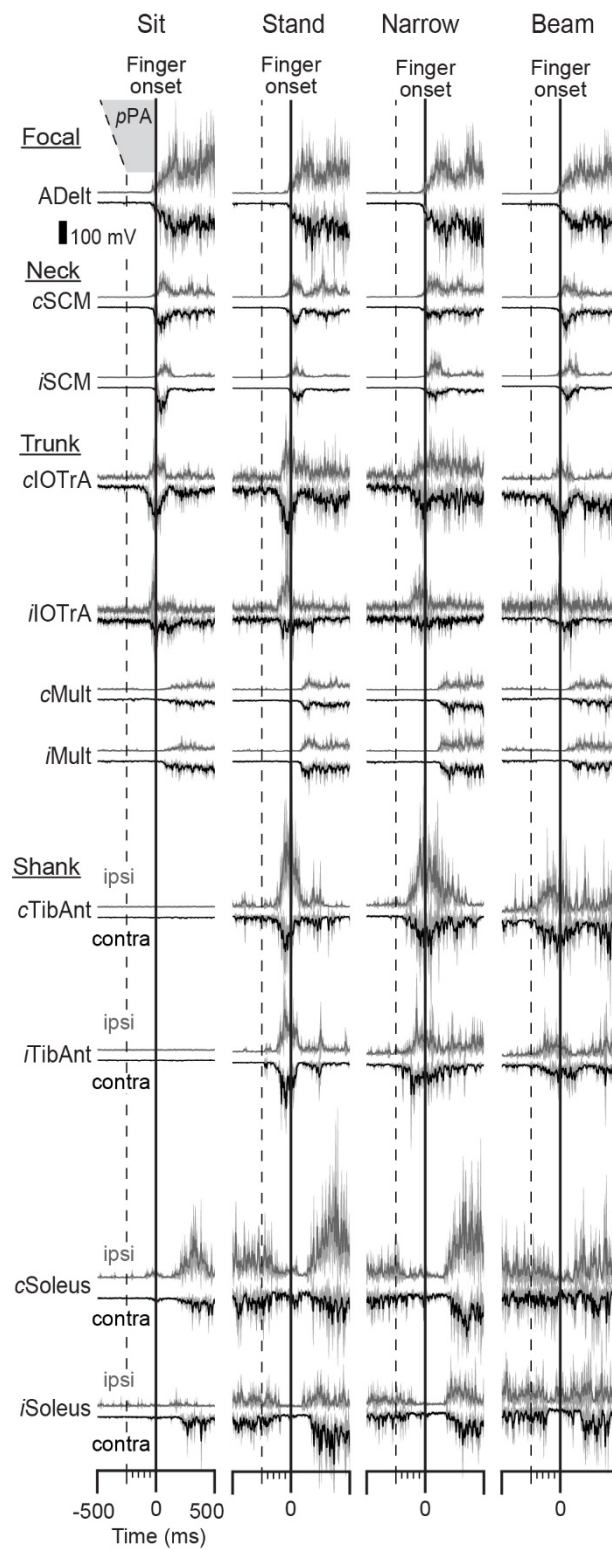 Sit Stand Narrow Beam
Finger onset Finger onset Finger onset Finger onset
pPA
Focal
ADelt
100 mV
Neck
cSCM
iSCM
Trunk
cIOTrA
iIOTrA
cMult
iMult
Shank
ipsi
cTibAnt
contra
ipsi
iTibAnt
contra
ipsi
cSoleus
contra
ipsi
iSoleus
contra
-500 0 500 0 0 0
Time (ms)